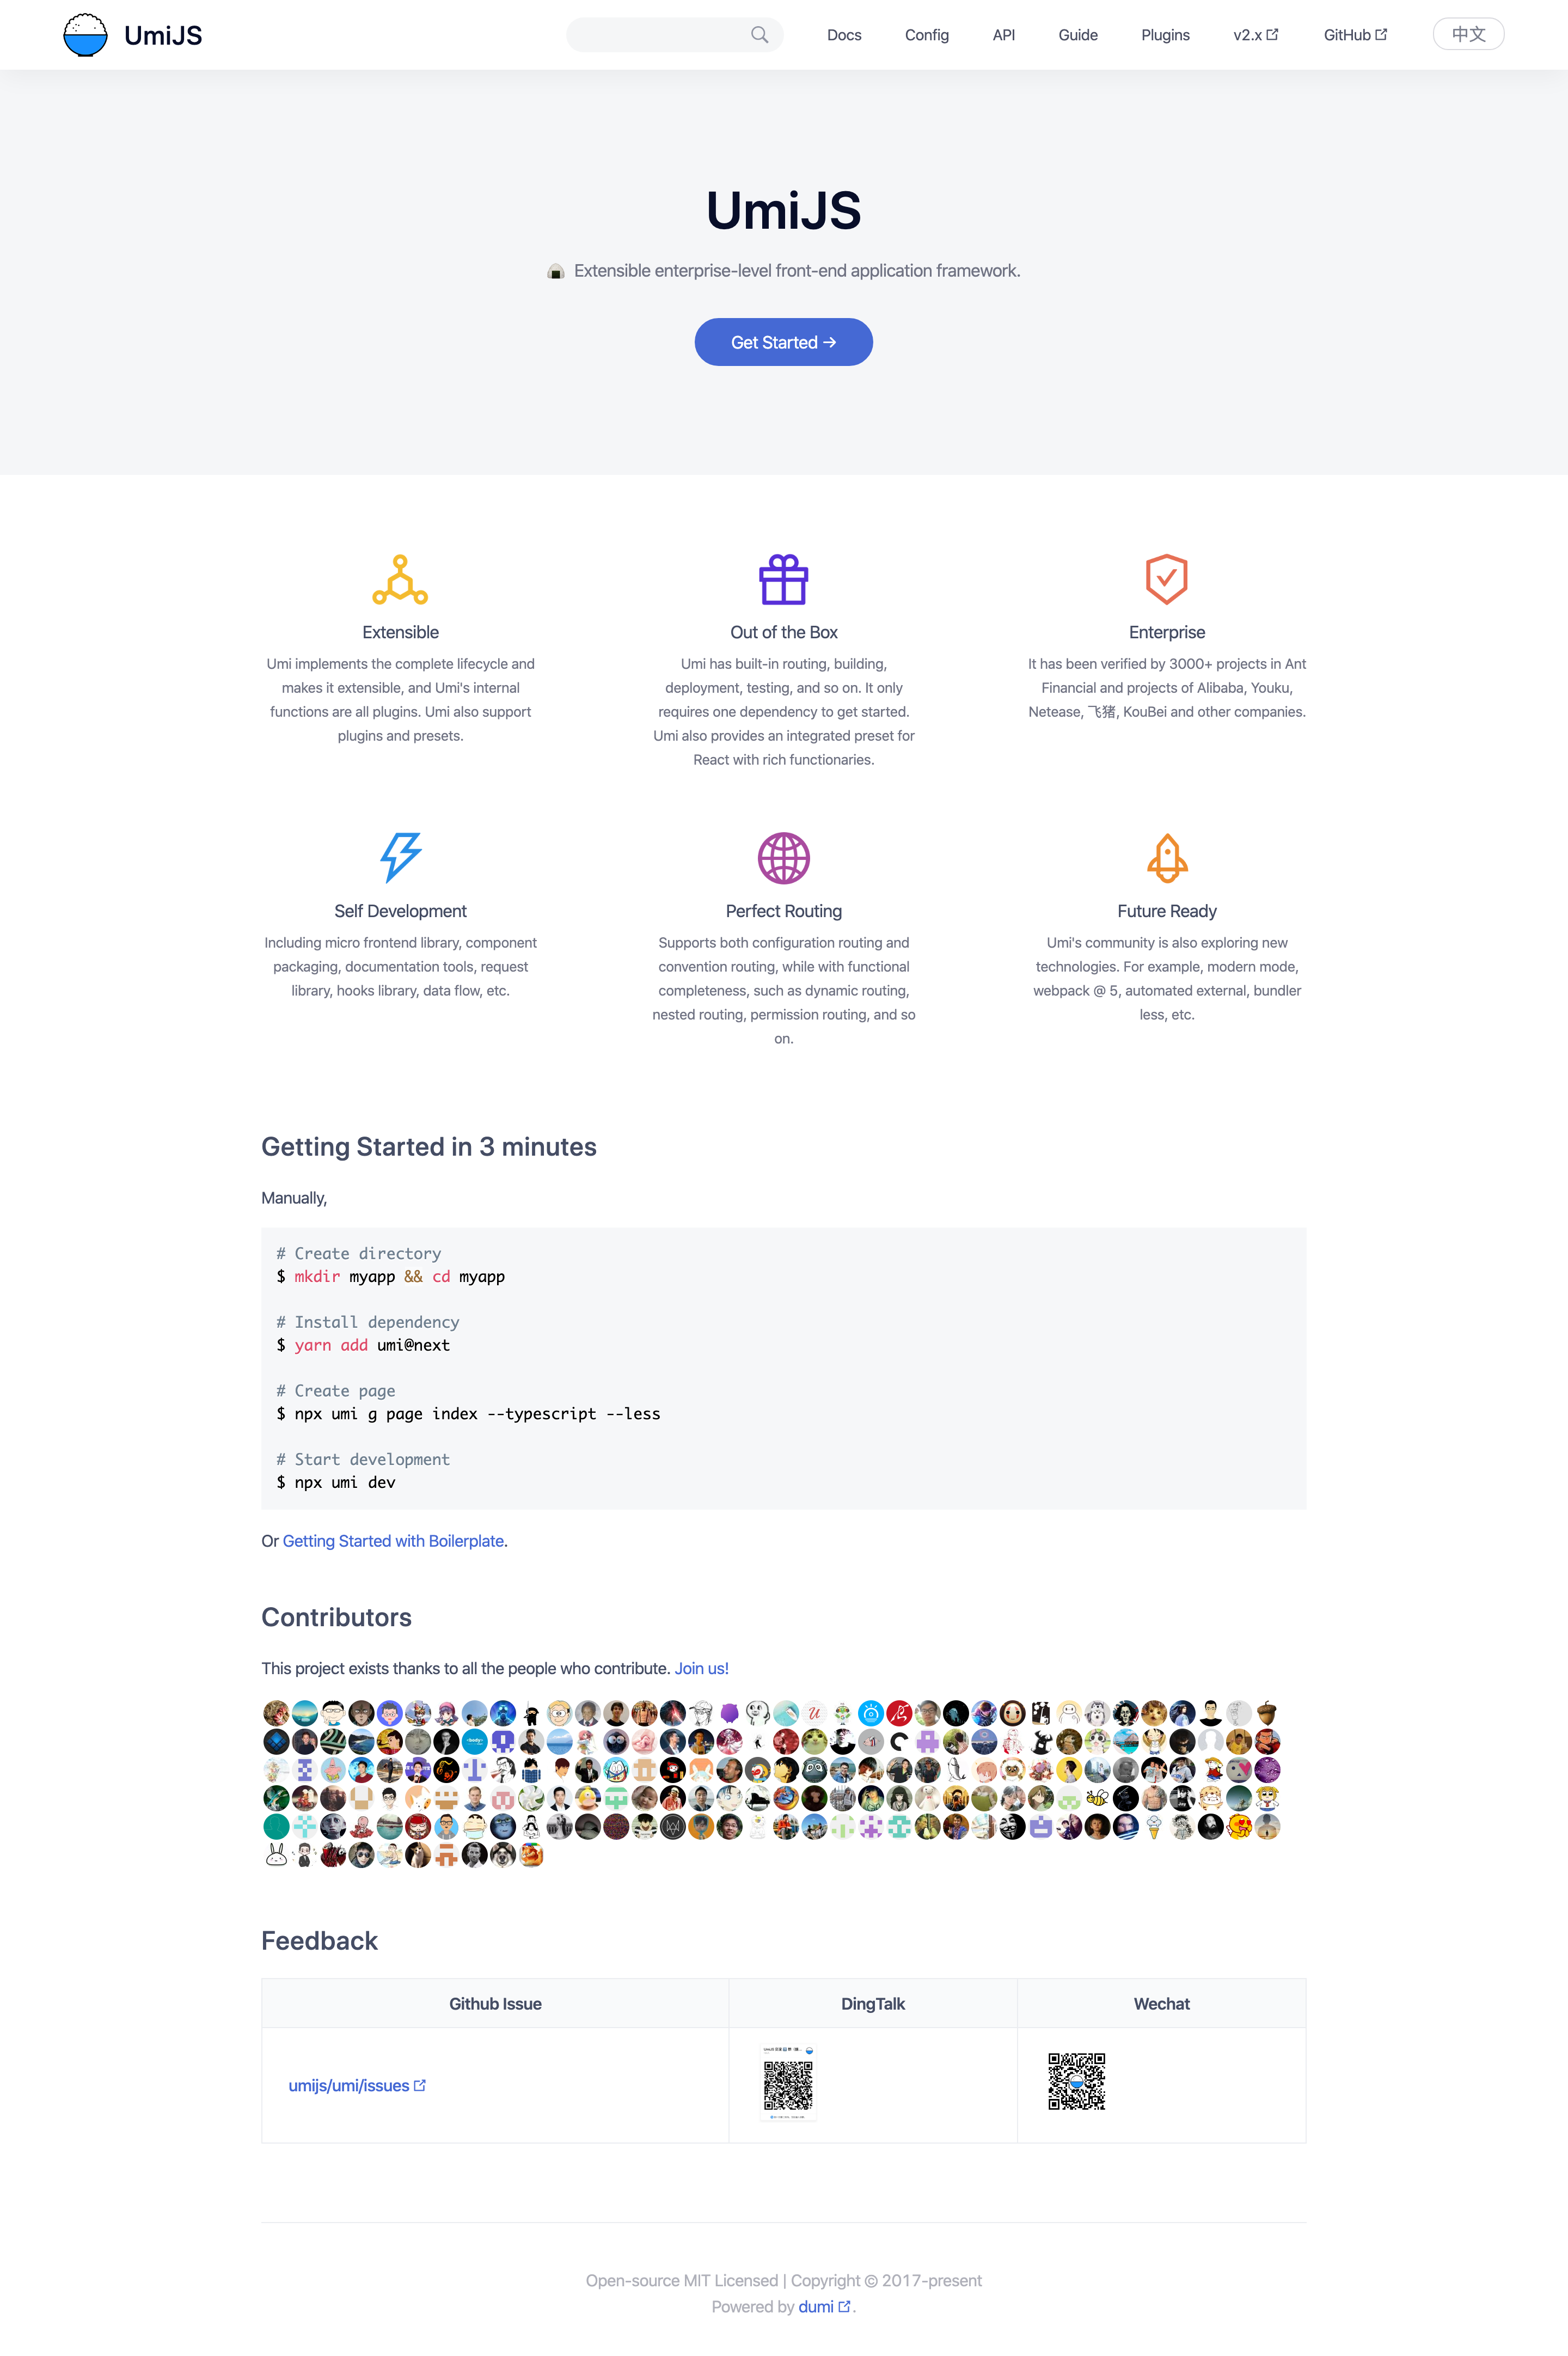 UmiJS
Docs
Config
API
Guide
Plugins
v2.x
GitHub
中文
UmiJS
Extensible enterprise-level front-end application framework.
Get Started →
Extensible
Umi implements the complete lifecycle and
makes it extensible, and Umi's internal
functions are all plugins. Umi also support
plugins and presets.
Out of the Box
Umi has built-in routing, building,
deployment, testing, and so on. It only
requires one dependency to get started.
Umi also provides an integrated preset for
React with rich functionaries.
Enterprise
It has been verified by 3000+ projects in Ant
Financial and projects of Alibaba, Youku,
Netease, 飞猪, KouBei and other companies.
Self Development
Including micro frontend library, component
packaging, documentation tools, request
library, hooks library, data flow, etc.
Perfect Routing
Supports both configuration routing and
convention routing, while with functional
completeness, such as dynamic routing,
nested routing, permission routing, and so
on.
Future Ready
Umi's community is also exploring new
technologies. For example, modern mode,
webpack @ 5, automated external, bundler
less, etc.
Getting Started in 3 minutes
Manually,
# Create directory
$ mkdir myapp && cd myapp
# Install dependency
$ yarn add umi@next
# Create page
$ npx umi g page index --typescript --less
# Start development
$ npx umi dev
Or Getting Started with Boilerplate.
Contributors
This project exists thanks to all the people who contribute. Join us!
Feedback
Github Issue
DingTalk
Wechat
umijs/umi/issues
Open-source MIT Licensed | Copyright © 2017-present
Powered by dumi .